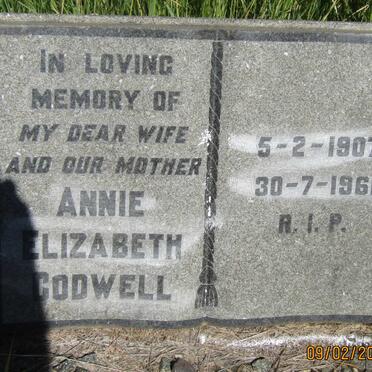 IN LOVING
MEMORY OF
MY DEAR WIFE
AND OUR MOTHER
ANNIE
ELIZABETH
GODWELL
5-2-1907
30-7-1961
R.I.P.
09/02/20